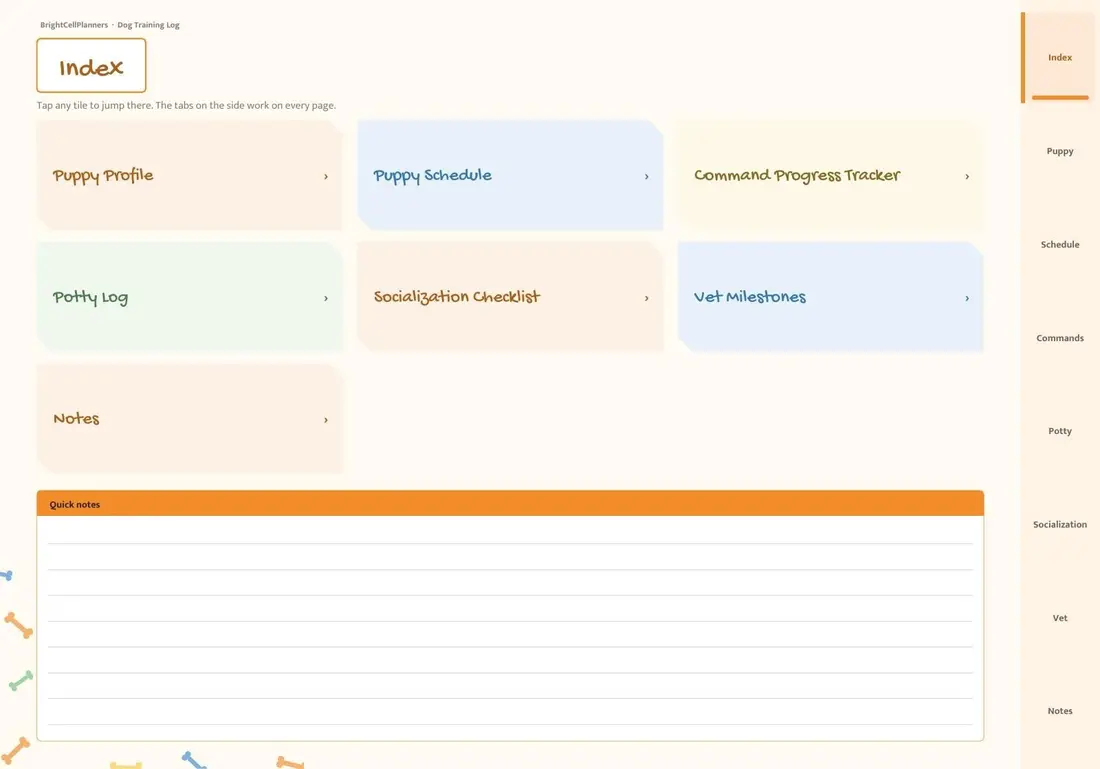 BrightCellPlanners · Dog Training Log
Index
Tap any tile to jump there. The tabs on the side work on every page.
Puppy Profile ›
Puppy Schedule ›
Command Progress Tracker ›
Potty Log ›
Socialization Checklist ›
Vet Milestones ›
Notes ›
Quick notes
Index
Puppy
Schedule
Commands
Potty
Socialization
Vet
Notes